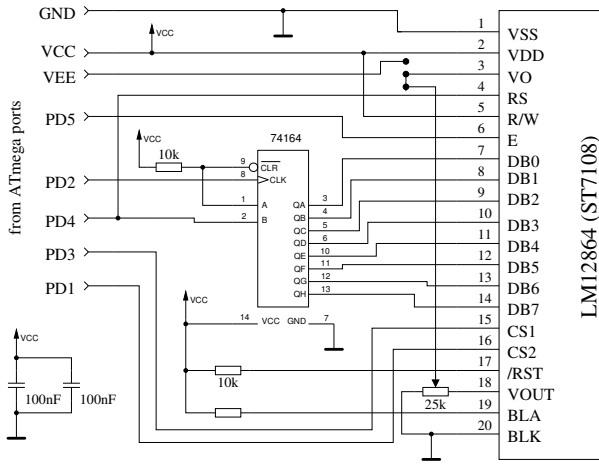 from ATmega ports
GND
VCC
VEE
PD5
PD2
PD4
PD3
PD1
VCC
VCC
10k
74164
9 CLR
8 CLK
1 A
2 B
QA 3
QB 4
QC 5
QD 6
QE 10
QF 11
QG 12
QH 13
14 VCC GND 7
VCC
10k
25k
VCC
100nF 100nF
1 VSS
2 VDD
3 VO
4 RS
5 R/W
6 E
7 DB0
8 DB1
9 DB2
10 DB3
11 DB4
12 DB5
13 DB6
14 DB7
15 CS1
16 CS2
17 /RST
18 VOUT
19 BLA
20 BLK
LM12864 (ST7108)